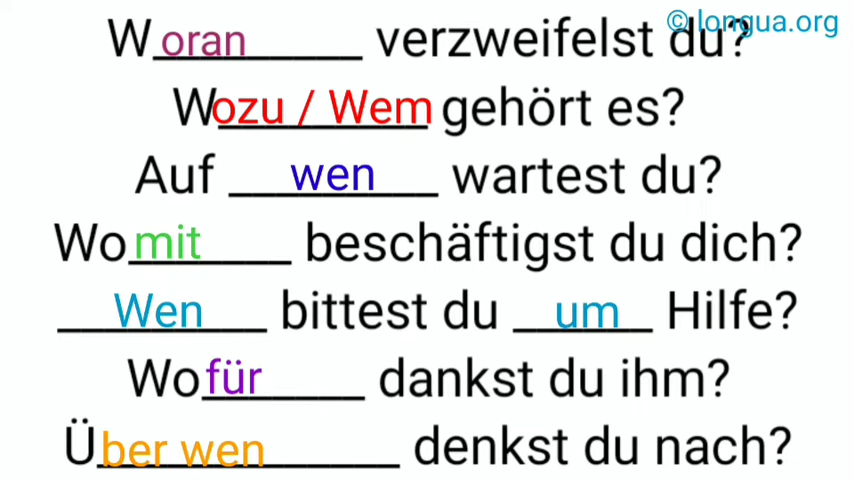 © longua.org
Woran verzweifelst du?
Wozu / Wem gehört es?
Auf wen wartest du?
Womit beschäftigst du dich?
Wen bittest du um Hilfe?
Wofür dankst du ihm?
Über wen denkst du nach?